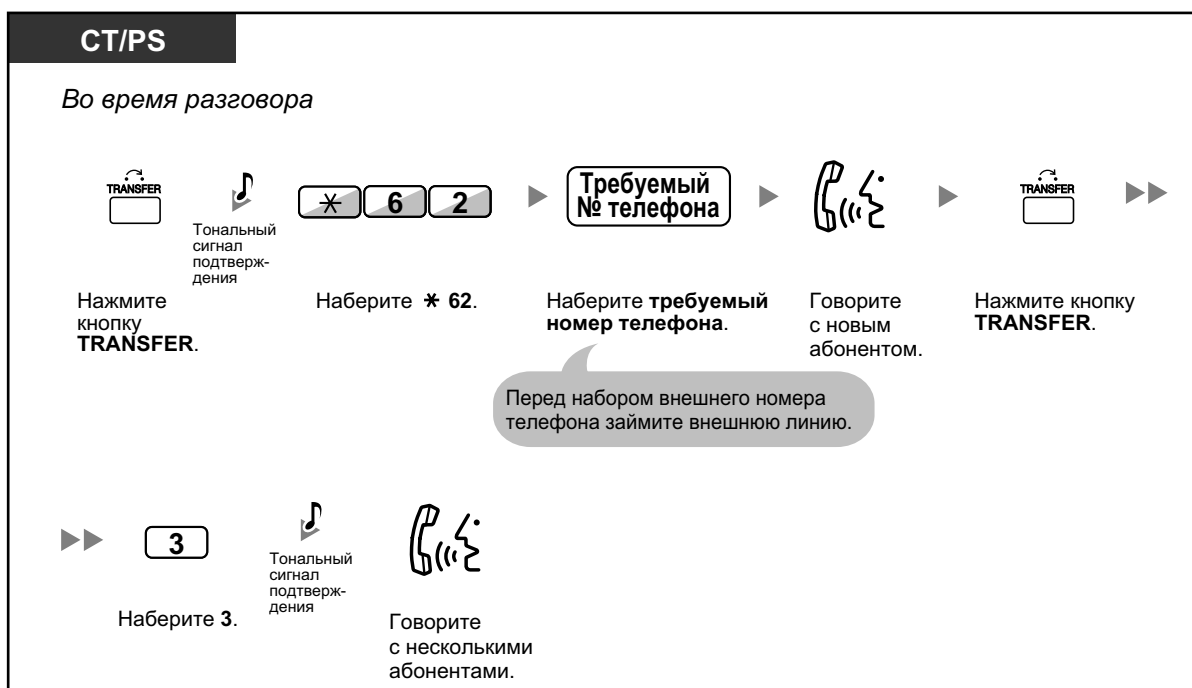 CT/PS
Во время разговора
TRANSFER
Тональный
сигнал
подтверж-
дения
* 6 2
Требуемый
№ телефона
TRANSFER
Нажмите
кнопку
TRANSFER.
Наберите * 62.
Наберите требуемый
номер телефона.
Говорите
с новым
абонентом.
Нажмите кнопку
TRANSFER.
Перед набором внешнего номера
телефона займите внешнюю линию.
3
Тональный
сигнал
подтверж-
дения
Наберите 3.
Говорите
с несколькими
абонентами.